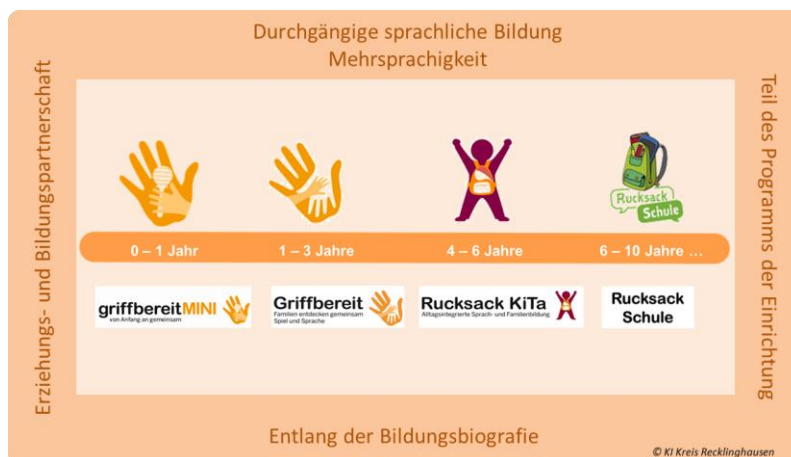 Durchgängige sprachliche Bildung
Mehrsprachigkeit
Erziehungs- und Bildungspartnerschaft
Teil des Programms der Einrichtung
Rucksack
Schule
0 – 1 Jahr
1 – 3 Jahre
4 – 6 Jahre
6 – 10 Jahre ...
griffbereitMINI
von Anfang an gemeinsam
Griffbereit
Familien entdecken gemeinsam
Spiel und Sprache
Rucksack KiTa
Alltagsintegrierte Sprach- und Familienbildung
Rucksack
Schule
Entlang der Bildungsbiografie
© KI Kreis Recklinghausen